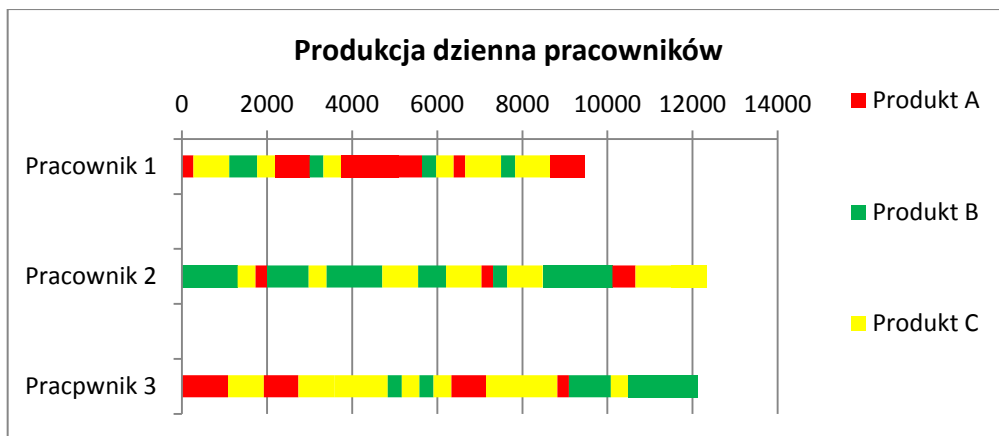 Produkcja dzienna pracowników
0 2000 4000 6000 8000 10000 12000 14000
Produkt A
Pracownik 1
Produkt B
Pracownik 2
Produkt C
Pracpwnik 3